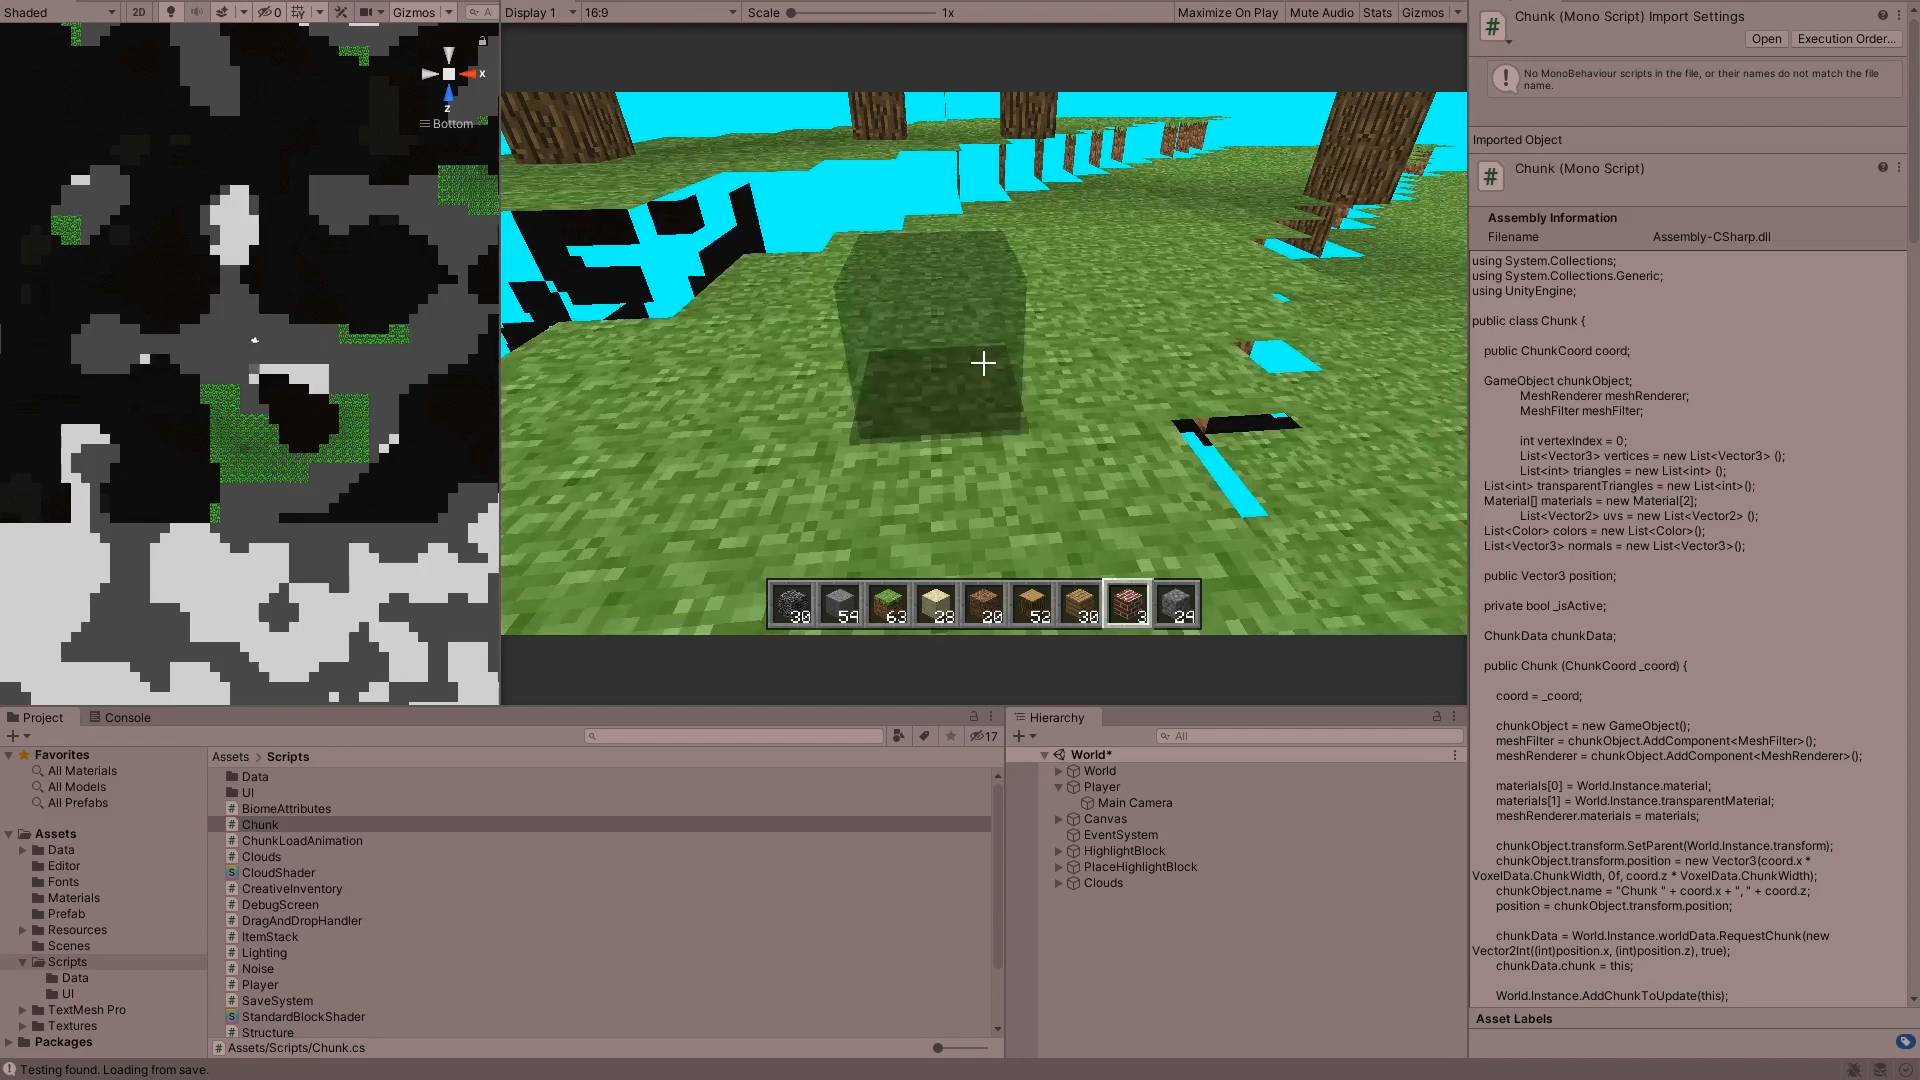 Shaded
2D
0
Gizmos
A
Display 1
16:9
Scale
1x
Maximize On Play
Mute Audio
Stats
Gizmos
x
z
Bottom
30
54
63
28
20
52
30
3
24
Chunk (Mono Script) Import Settings
Open
Execution Order...
No MonoBehaviour scripts in the file, or their names do not match the file
name.
Imported Object
Chunk (Mono Script)
Assembly Information
Filename
Assembly-CSharp.dll
using System.Collections;
using System.Collections.Generic;
using UnityEngine;
public class Chunk {
public ChunkCoord coord;
GameObject chunkObject;
MeshRenderer meshRenderer;
MeshFilter meshFilter;
int vertexIndex = 0;
List<Vector3> vertices = new List<Vector3> ();
List<int> triangles = new List<int> ();
List<int> transparentTriangles = new List<int>();
Material[] materials = new Material[2];
List<Vector2> uvs = new List<Vector2> ();
List<Color> colors = new List<Color>();
List<Vector3> normals = new List<Vector3>();
public Vector3 position;
private bool _isActive;
ChunkData chunkData;
public Chunk (ChunkCoord _coord) {
coord = _coord;
chunkObject = new GameObject();
meshFilter = chunkObject.AddComponent<MeshFilter>();
meshRenderer = chunkObject.AddComponent<MeshRenderer>();
materials[0] = World.Instance.material;
materials[1] = World.Instance.transparentMaterial;
meshRenderer.materials = materials;
chunkObject.transform.SetParent(World.Instance.transform);
chunkObject.transform.position = new Vector3(coord.x *
VoxelData.ChunkWidth, 0f, coord.z * VoxelData.ChunkWidth);
chunkObject.name = "Chunk " + coord.x + ", " + coord.z;
position = chunkObject.transform.position;
chunkData = World.Instance.worldData.RequestChunk(new
Vector2Int((int)position.x, (int)position.z), true);
chunkData.chunk = this;
World.Instance.AddChunkToUpdate(this);
Asset Labels
Project
Console
17
Favorites
All Materials
All Models
All Prefabs
Assets
Data
Editor
Fonts
Materials
Prefab
Resources
Scenes
Scripts
Data
UI
TextMesh Pro
Textures
Packages
Assets > Scripts
Data
UI
BiomeAttributes
Chunk
ChunkLoadAnimation
Clouds
CloudShader
CreativeInventory
DebugScreen
DragAndDropHandler
ItemStack
Lighting
Noise
Player
SaveSystem
StandardBlockShader
Structure
Assets/Scripts/Chunk.cs
Hierarchy
All
World*
World
Player
Main Camera
Canvas
EventSystem
HighlightBlock
PlaceHighlightBlock
Clouds
Testing found. Loading from save.